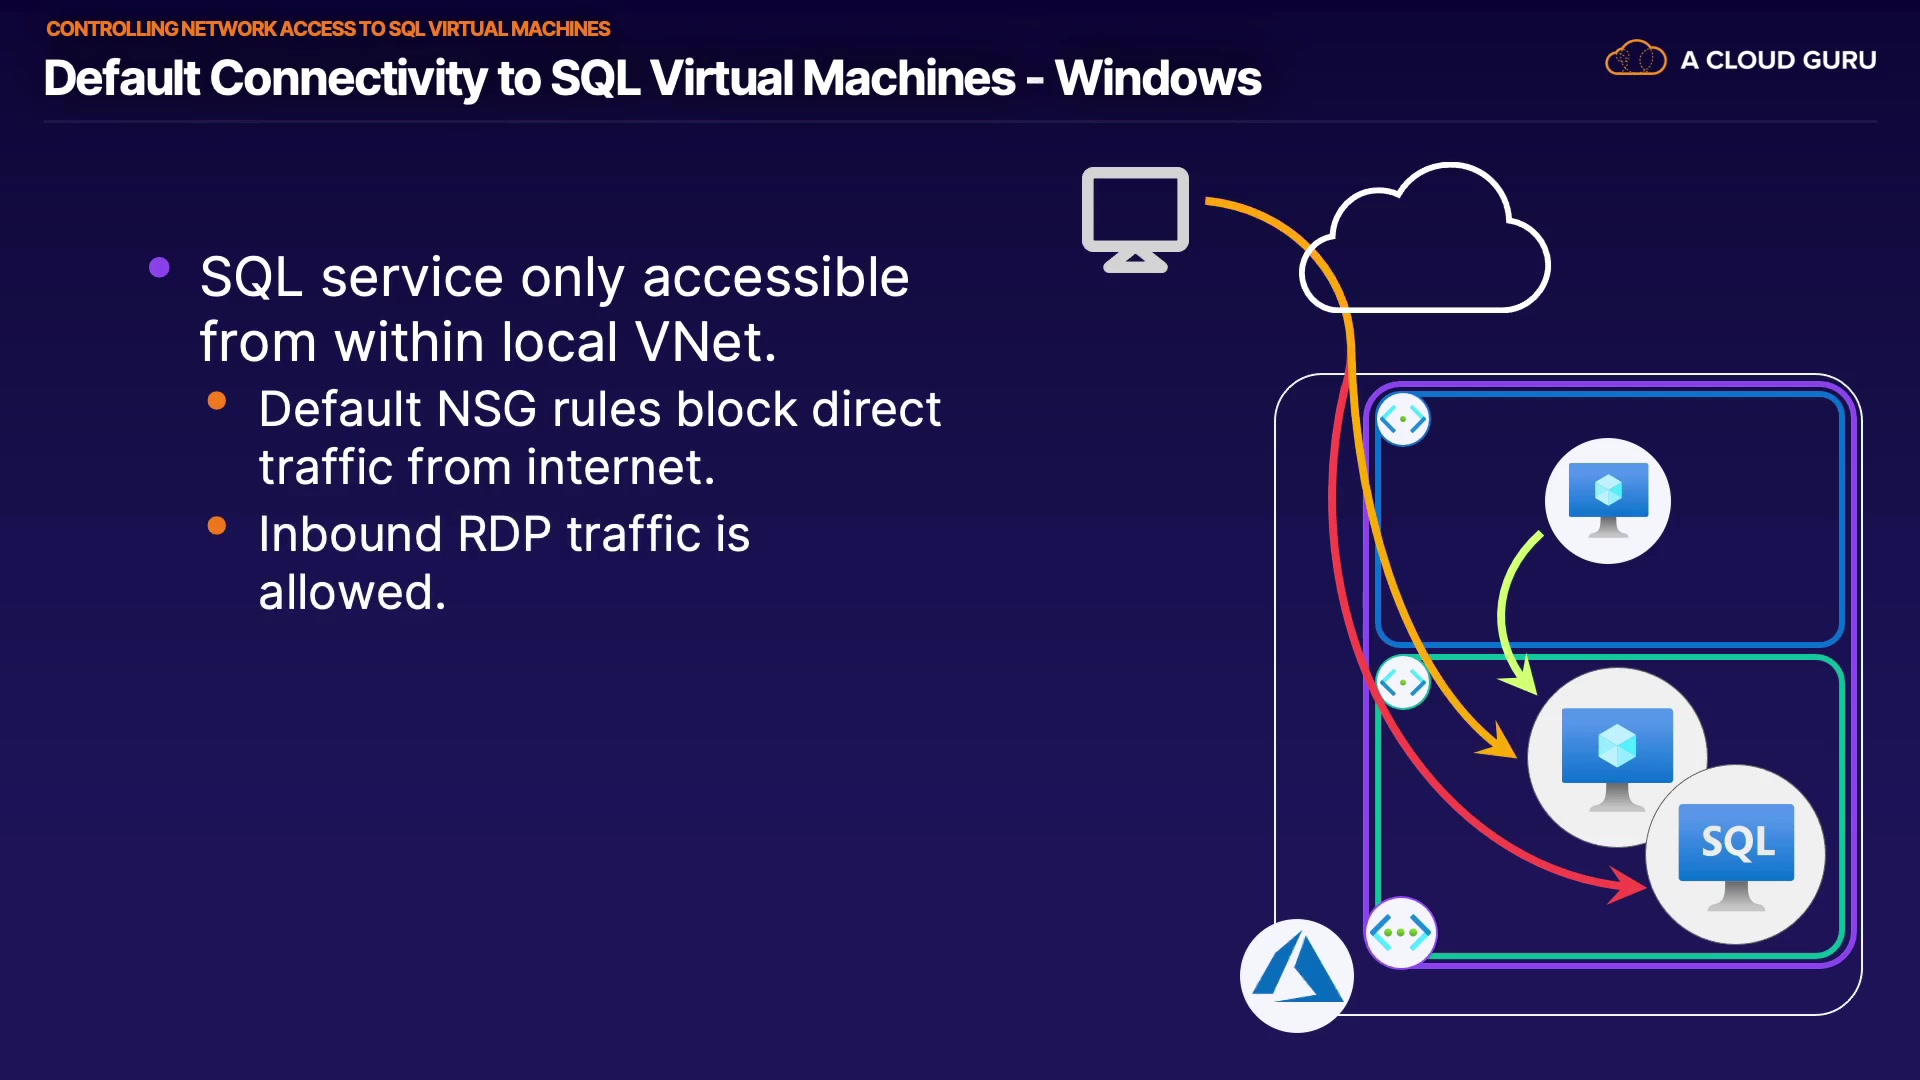 CONTROLLING NETWORK ACCESS TO SQL VIRTUAL MACHINES
Default Connectivity to SQL Virtual Machines - Windows
A CLOUD GURU
SQL service only accessible
from within local VNet.
Default NSG rules block direct
traffic from internet.
Inbound RDP traffic is
allowed.
SQL